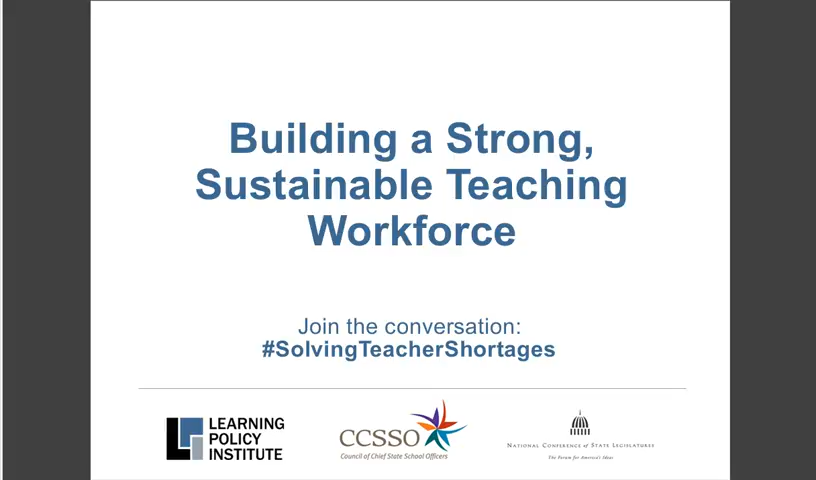 Building a Strong,
Sustainable Teaching
Workforce
Join the conversation:
#SolvingTeacherShortages
LEARNING
POLICY
INSTITUTE
CCSSO
Council of Chief State School Officers
NATIONAL CONFERENCE of STATE LEGISLATURES
The Forum for America's Ideas